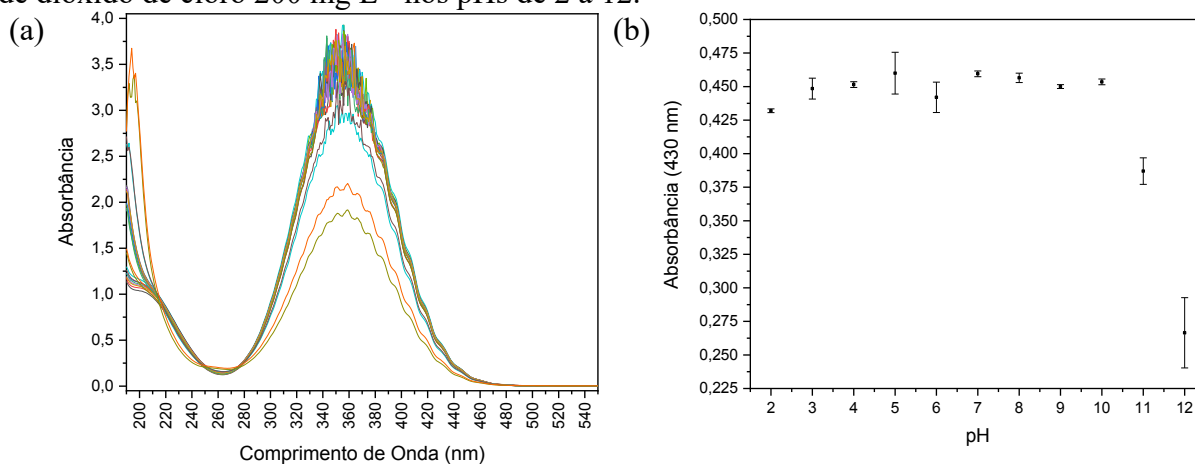 de dióxido de cloro 200 mg L⁻¹ nos pHs de 2 a 12.
(a)
4,0
3,5
3,0
2,5
2,0
1,5
1,0
0,5
0,0
Absorbância
200 220 240 260 280 300 320 340 360 380 400 420 440 460 480 500 520 540
Comprimento de Onda (nm)
(b)
0,500
0,475
0,450
0,425
0,400
0,375
0,350
0,325
0,300
0,275
0,250
0,225
Absorbância (430 nm)
2 3 4 5 6 7 8 9 10 11 12
pH